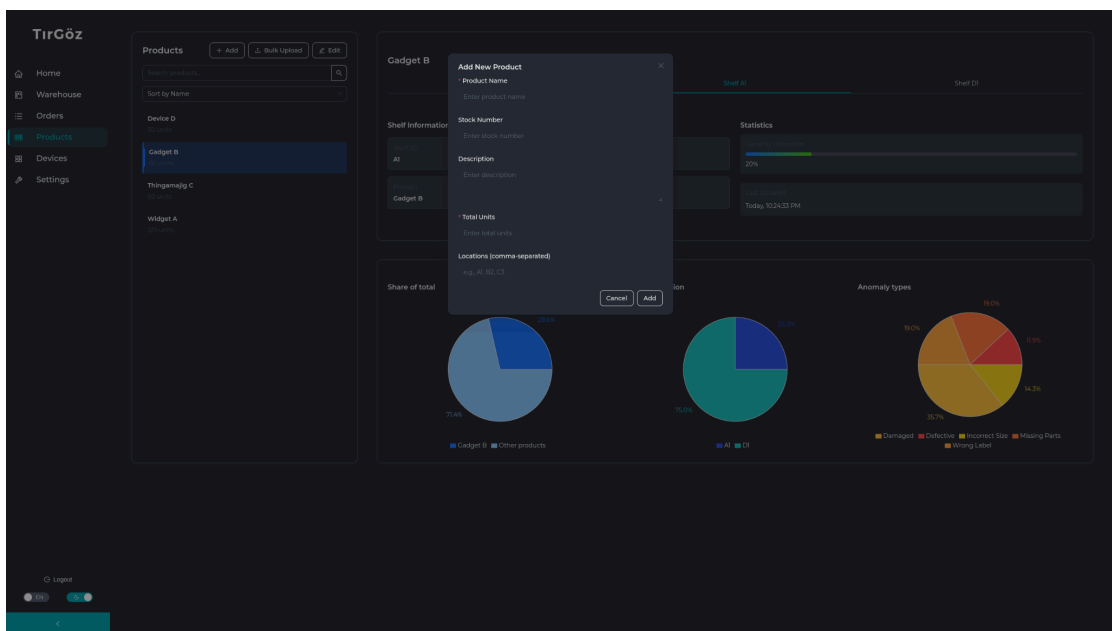 TırGöz
Home
Warehouse
Orders
Products
Devices
Settings
Logout
EN
Products
+ Add
Bulk Upload
Edit
Search products
Sort by Name
Device D
Gadget B
Thingamajig C
Widget A
Gadget B
Shelf A1
Shelf D1
Shelf Information
A1
Gadget B
Statistics
20%
Last Updated
Today, 10:24:33 PM
Add New Product
* Product Name
Enter product name
Stock Number
Enter stock number
Description
Enter description
* Total Units
Enter total units
Locations (comma-separated)
e.g., A1, B2, C3
Cancel
Add
Share of total
28.6%
71.4%
Gadget B
Other products
ion
25.0%
75.0%
A1
D1
Anomaly types
19.0%
19.0%
11.9%
14.3%
35.7%
Damaged
Defective
Incorrect Size
Missing Parts
Wrong Label